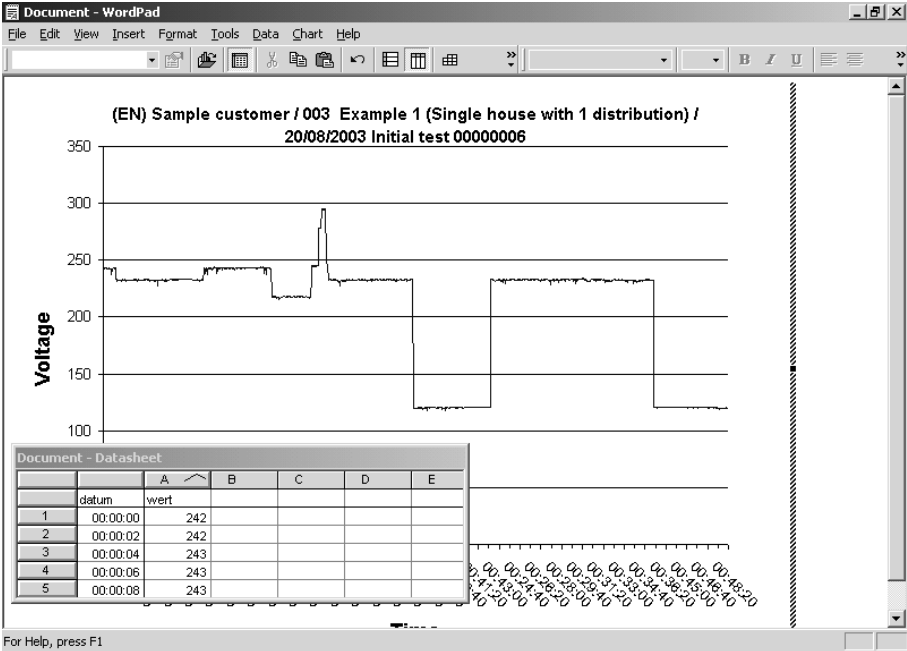 Document - WordPad
File Edit View Insert Format Tools Data Chart Help
B I U
(EN) Sample customer / 003 Example 1 (Single house with 1 distribution) /
20/08/2003 Initial test 00000006
350
300
250
200
150
100
Voltage
Document - Datasheet
A B C D E
datum wert
1 00:00:00 242
2 00:00:02 242
3 00:00:04 243
4 00:00:06 243
5 00:00:08 243
00:48:20
For Help, press F1